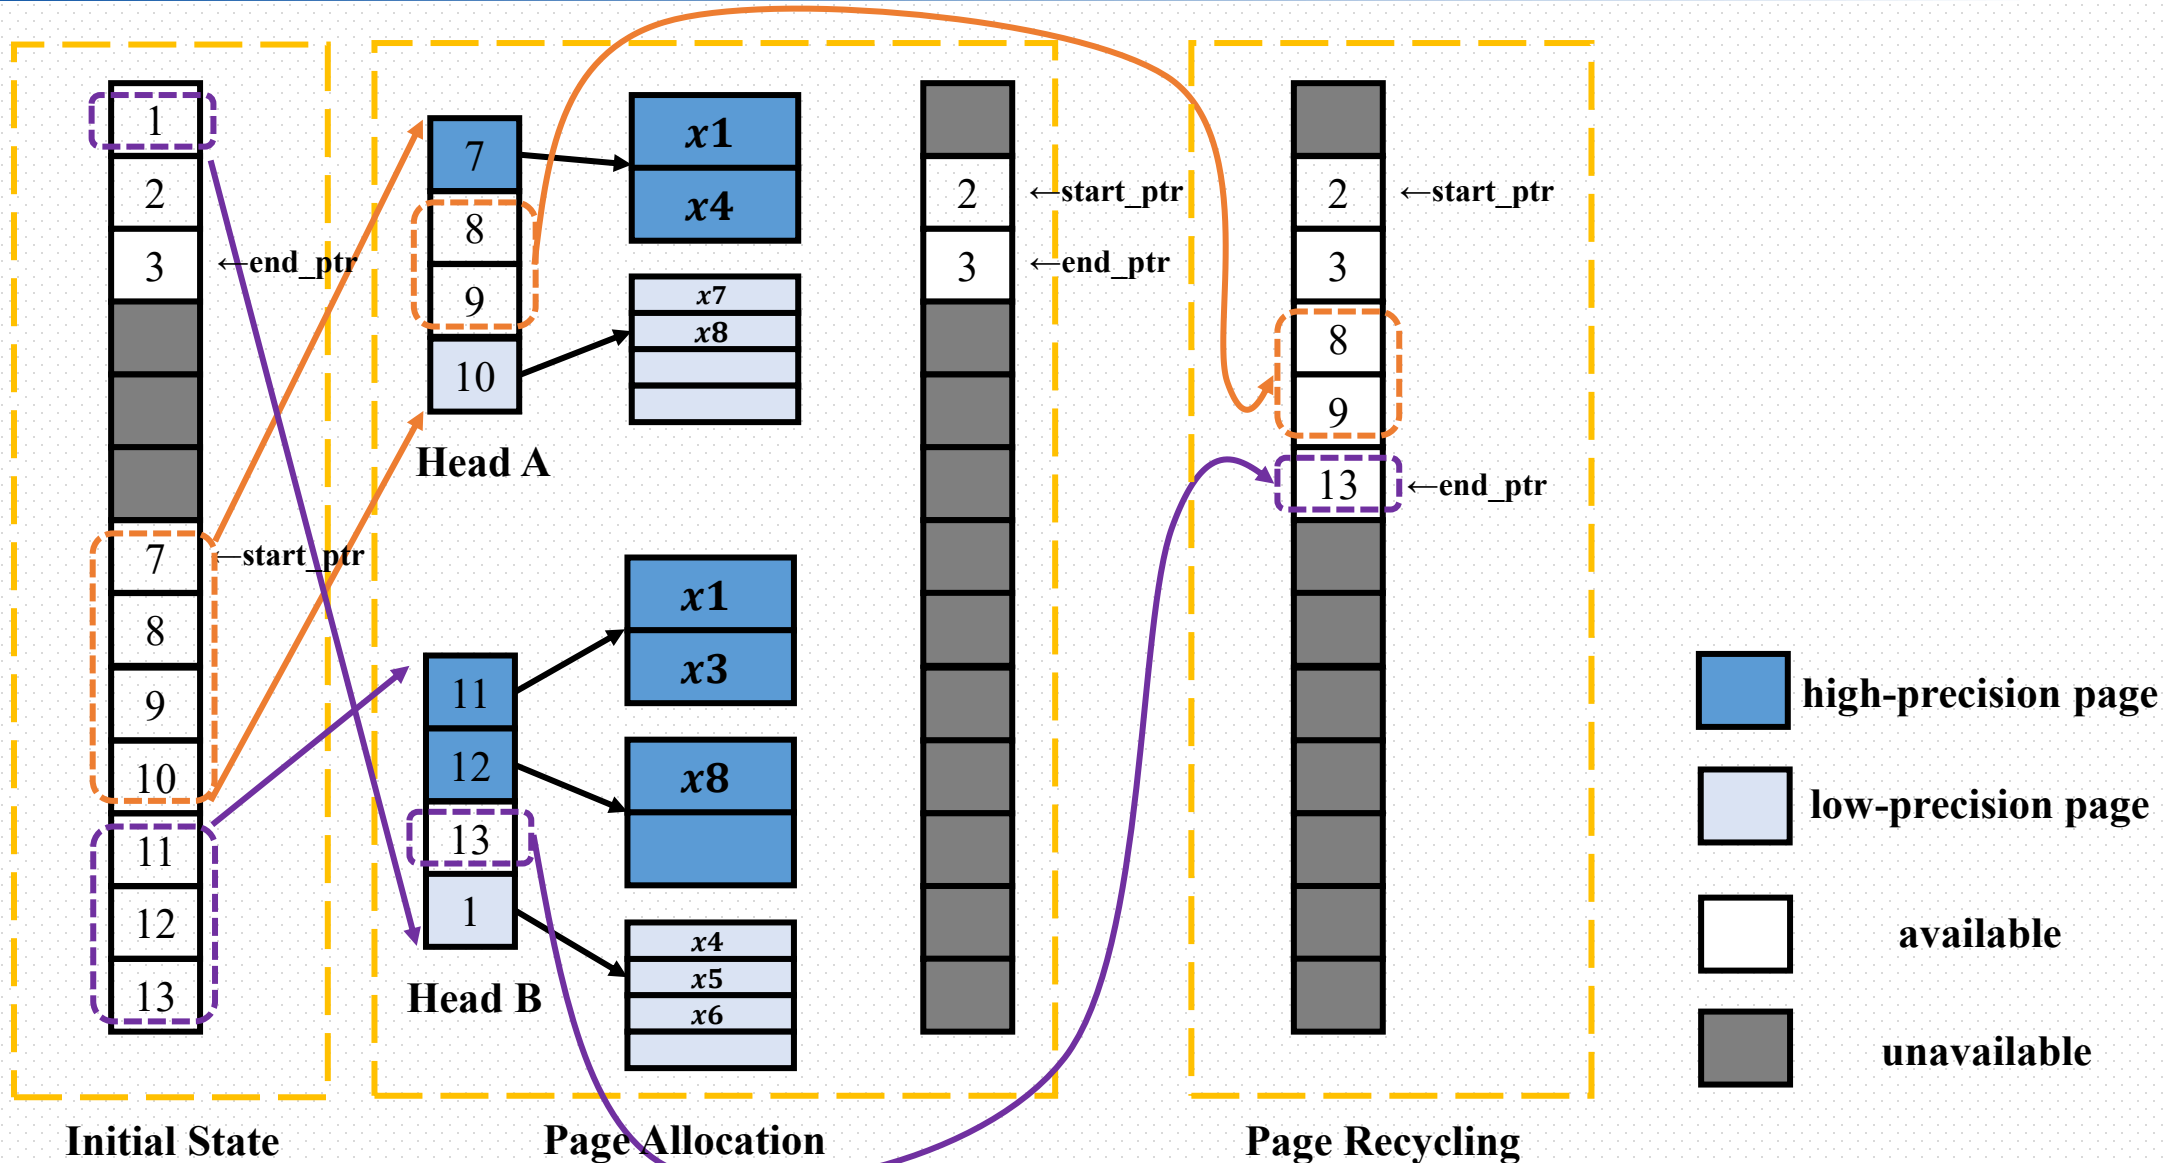 1
2
3
←end_ptr
7
←start_ptr
8
9
10
11
12
13
Initial State
7
8
9
10
Head A
x1
x4
x7
x8
11
12
13
1
Head B
x1
x3
x8
x4
x5
x6
2
←start_ptr
3
←end_ptr
Page Allocation
2
←start_ptr
3
8
9
13
←end_ptr
Page Recycling
high-precision page
low-precision page
available
unavailable